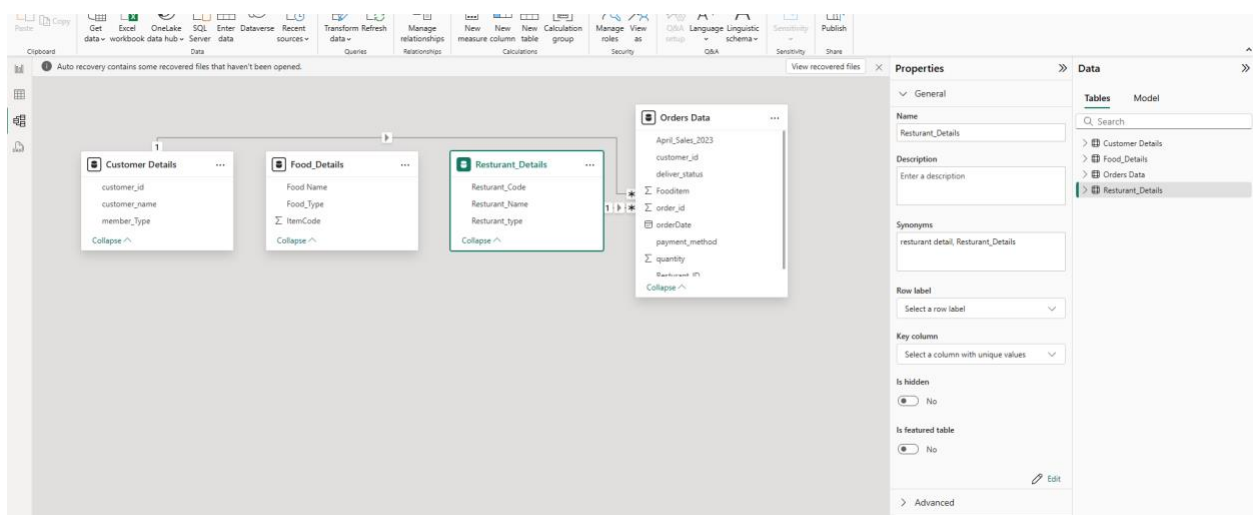 Paste
Copy
Get data
Excel workbook
OneLake data hub
SQL Server
Enter data
Dataverse
Recent sources
Transform data
Refresh
Manage relationships
New measure
New column
New table
Calculation group
Manage roles
View as
Q&A setup
Language
Linguistic schema
Sensitivity
Publish
Clipboard
Data
Queries
Relationships
Calculations
Security
Q&A
Sensitivity
Share
Auto recovery contains some recovered files that haven't been opened.
View recovered files
Customer Details
customer_id
customer_name
member_Type
Collapse
1
Food_Details
Food Name
Food_Type
ItemCode
Collapse
Resturant_Details
Resturant_Code
Resturant_Name
Resturant_type
Collapse
1
*
*
Orders Data
April_Sales_2023
customer_id
deliver_status
Fooditem
order_id
orderDate
payment_method
quantity
Resturant_ID
Collapse
Properties
General
Name
Resturant_Details
Description
Enter a description
Synonyms
resturant detail, Resturant_Details
Row label
Select a row label
Key column
Select a column with unique values
Is hidden
No
Is featured table
No
Edit
Advanced
Data
Tables
Model
Search
Customer Details
Food_Details
Orders Data
Resturant_Details